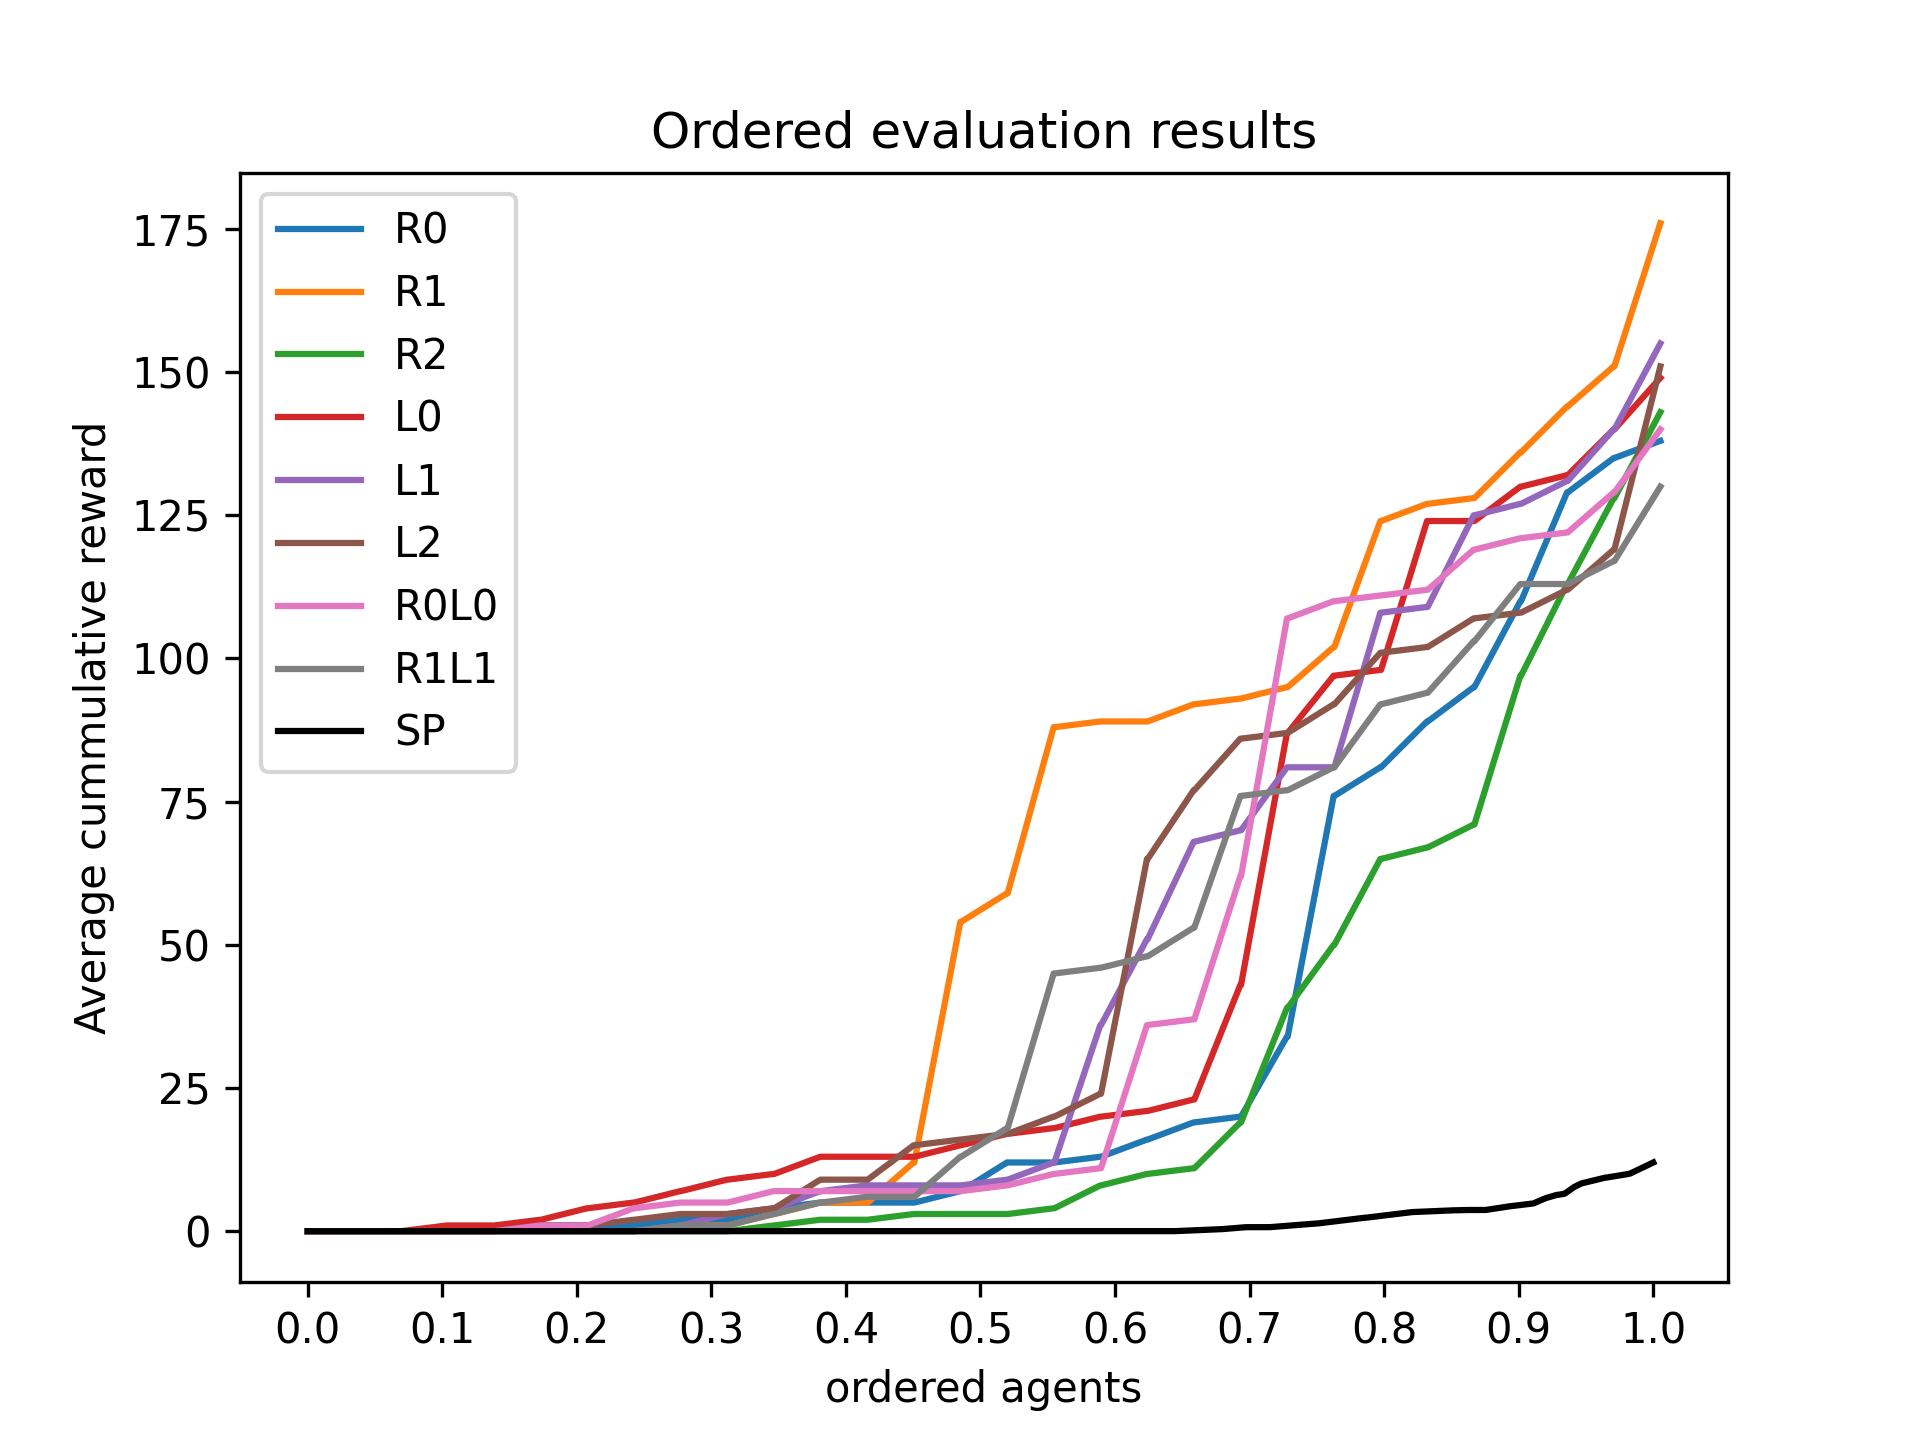 Ordered evaluation results
R0
R1
R2
L0
L1
L2
R0L0
R1L1
SP
175
150
125
100
75
50
25
0
Average cummulative reward
0.0 0.1 0.2 0.3 0.4 0.5 0.6 0.7 0.8 0.9 1.0
ordered agents